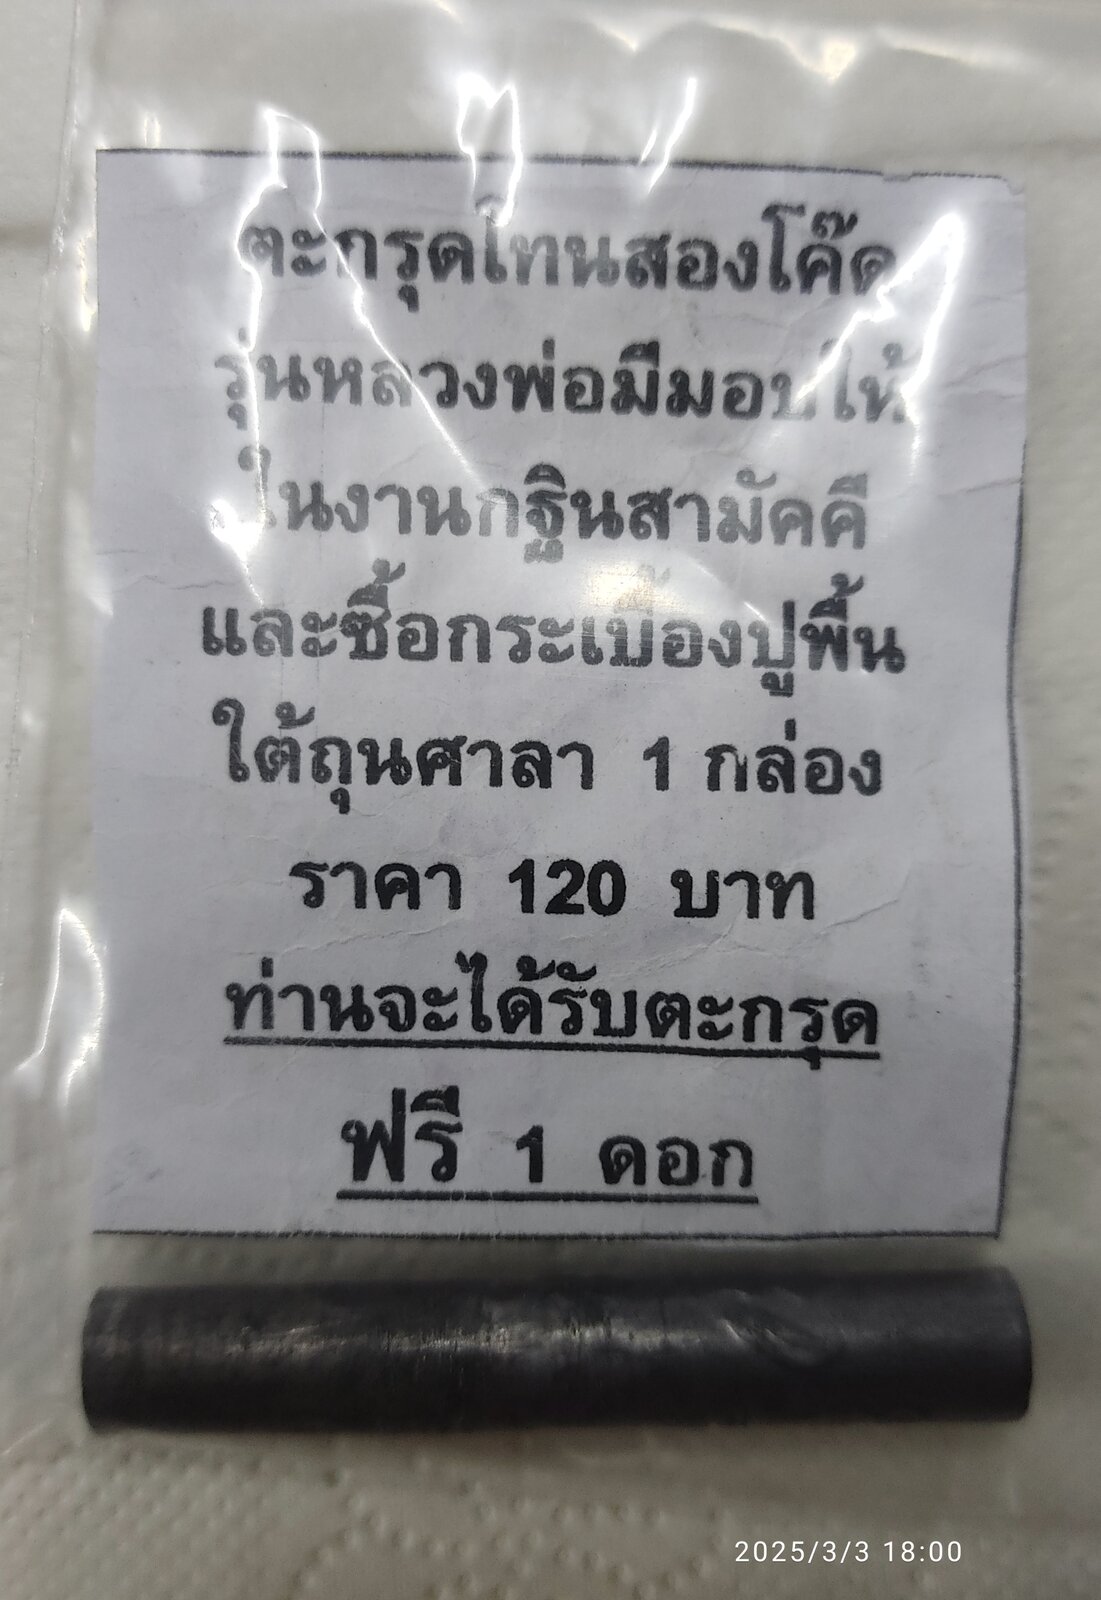 ตะกรุดโทนสองโค๊ด
รุ่นหลวงพ่อมีมอบให้
ในงานกฐินสามัคคี
และซื้อกระเบื้องปูพื้น
ใต้ถุนศาลา 1 กล่อง
ราคา 120 บาท
ท่านจะได้รับตะกรุด
ฟรี 1 ดอก
2025/3/3 18:00